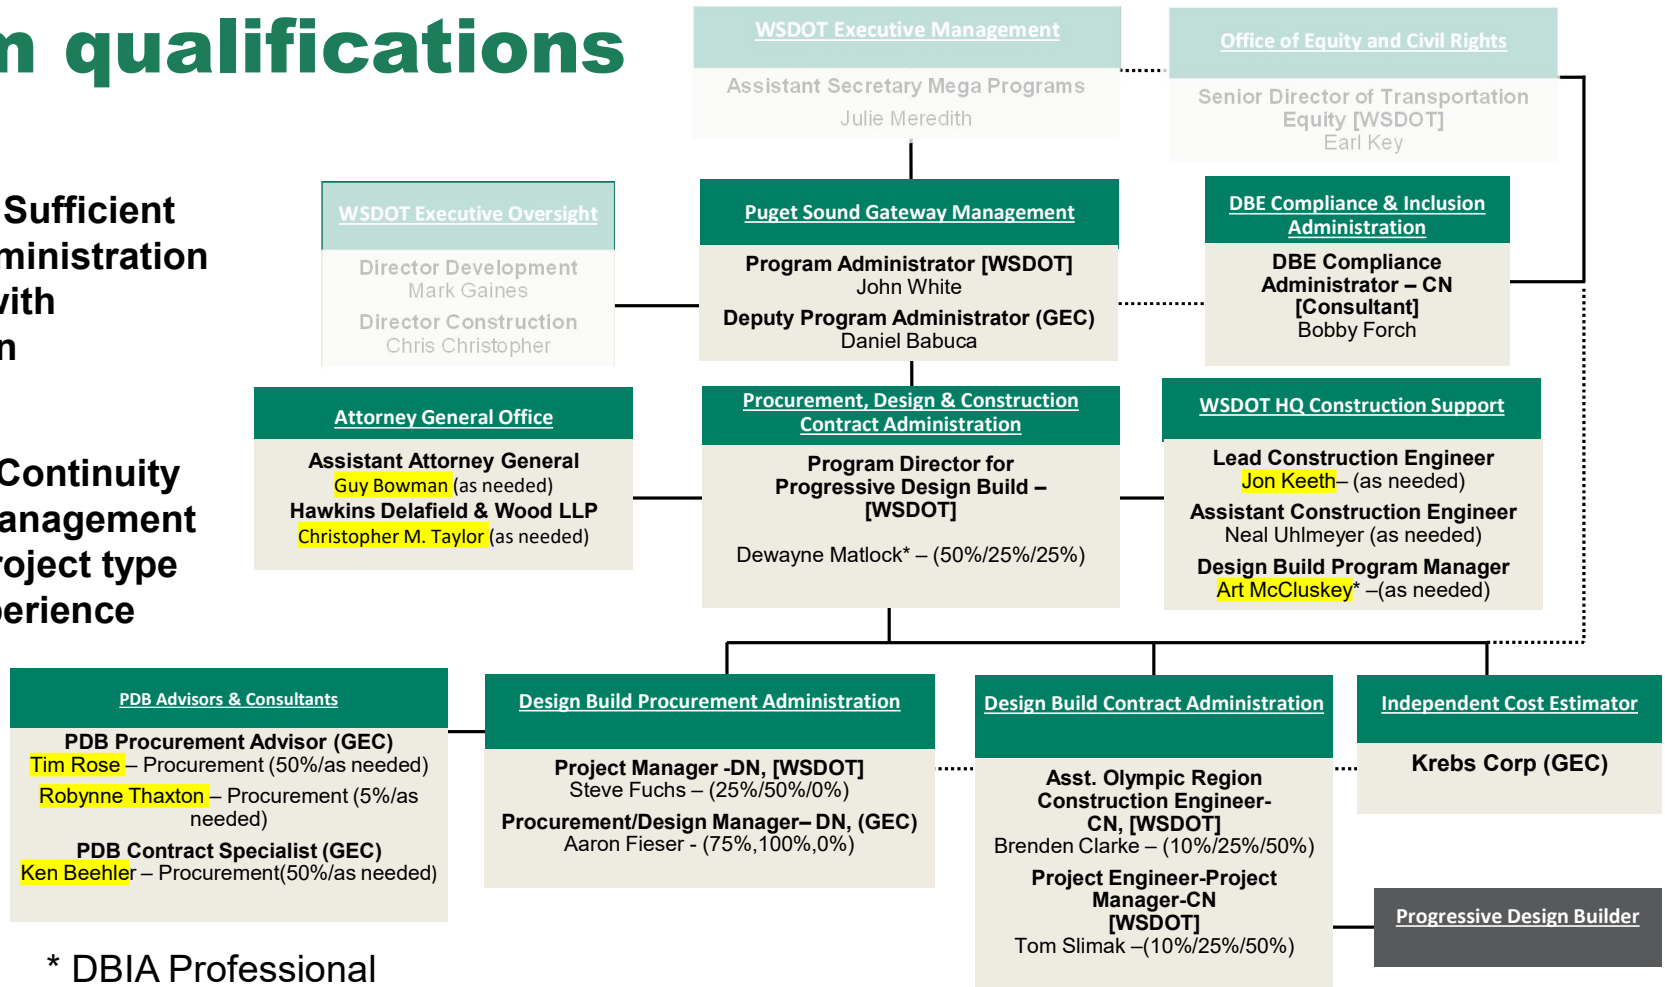 m qualifications
Sufficient
ministration
with
n
Continuity
anagement
roject type
perience
WSDOT Executive Management
Assistant Secretary Mega Programs
Julie Meredith
Office of Equity and Civil Rights
Senior Director of Transportation
Equity [WSDOT]
Earl Key
WSDOT Executive Oversight
Director Development
Mark Gaines
Director Construction
Chris Christopher
Puget Sound Gateway Management
Program Administrator [WSDOT]
John White
Deputy Program Administrator (GEC)
Daniel Babuca
DBE Compliance & Inclusion
Administration
DBE Compliance
Administrator – CN
[Consultant]
Bobby Forch
Attorney General Office
Assistant Attorney General
Guy Bowman (as needed)
Hawkins Delafield & Wood LLP
Christopher M. Taylor (as needed)
Procurement, Design & Construction
Contract Administration
Program Director for
Progressive Design Build –
[WSDOT]
Dewayne Matlock* – (50%/25%/25%)
WSDOT HQ Construction Support
Lead Construction Engineer
Jon Keeth– (as needed)
Assistant Construction Engineer
Neal Uhlmeyer (as needed)
Design Build Program Manager
Art McCluskey* –(as needed)
PDB Advisors & Consultants
PDB Procurement Advisor (GEC)
Tim Rose – Procurement (50%/as needed)
Robynne Thaxton – Procurement (5%/as
needed)
PDB Contract Specialist (GEC)
Ken Beehler – Procurement(50%/as needed)
Design Build Procurement Administration
Project Manager -DN, [WSDOT]
Steve Fuchs – (25%/50%/0%)
Procurement/Design Manager– DN, (GEC)
Aaron Fieser - (75%,100%,0%)
Design Build Contract Administration
Asst. Olympic Region
Construction Engineer-
CN, [WSDOT]
Brenden Clarke – (10%/25%/50%)
Project Engineer-Project
Manager-CN
[WSDOT]
Tom Slimak –(10%/25%/50%)
Independent Cost Estimator
Krebs Corp (GEC)
Progressive Design Builder
* DBIA Professional